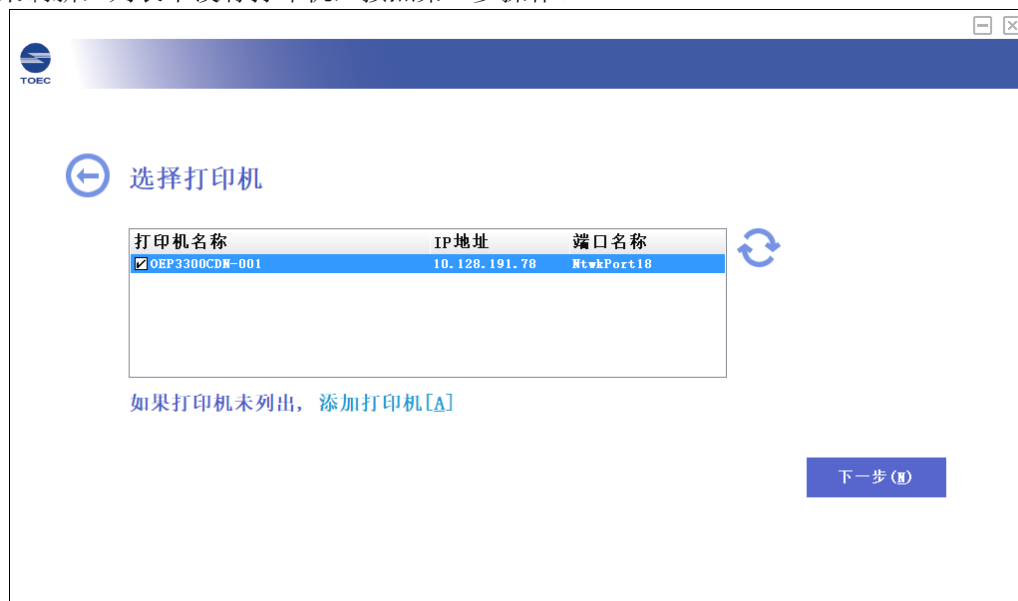 TOEC
选择打印机
打印机名称 IP地址 端口名称
OEP3300CDN-001 10.128.191.78 NtwkPort18
如果打印机未列出, 添加打印机[A]
下一步(N)